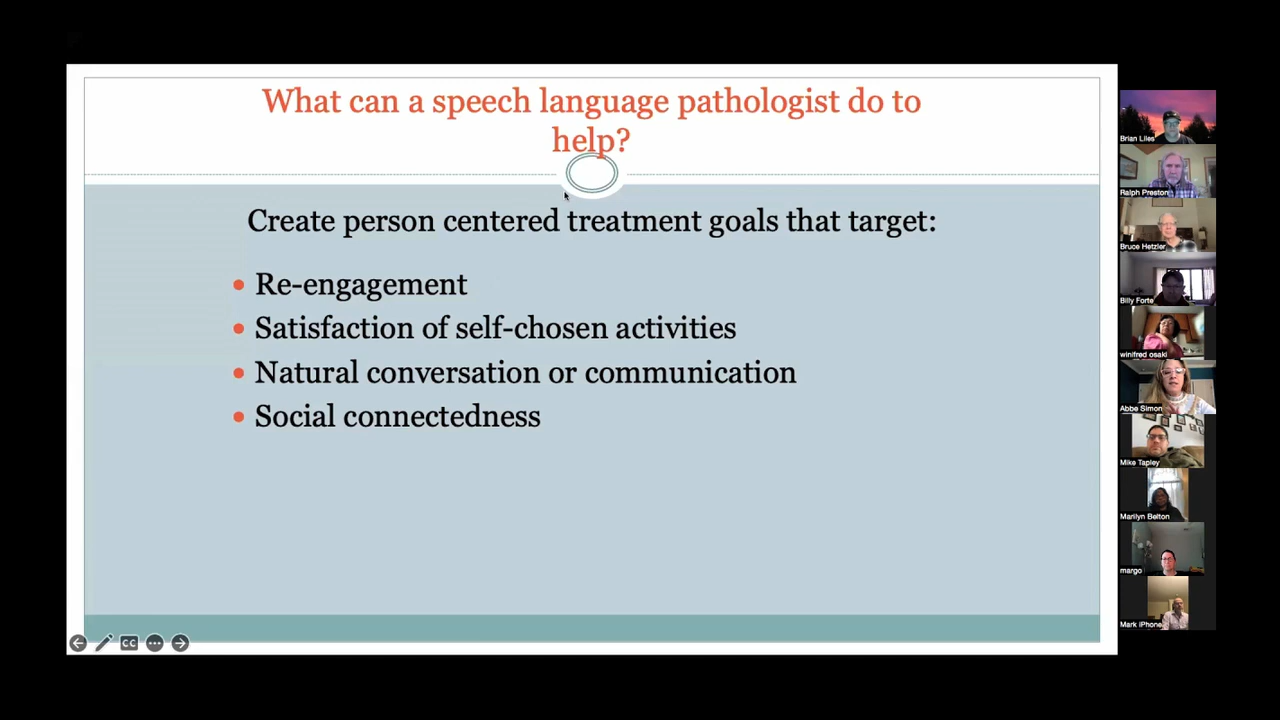 What can a speech language pathologist do to
help?
Create person centered treatment goals that target:
Re-engagement
Satisfaction of self-chosen activities
Natural conversation or communication
Social connectedness
CC
Brian Liles
Ralph Preston
Bruce Hetzler
Billy Forte
winifred osaki
Abbe Simon
Mike Tapley
Marilyn Belton
margo
Mark iPhone